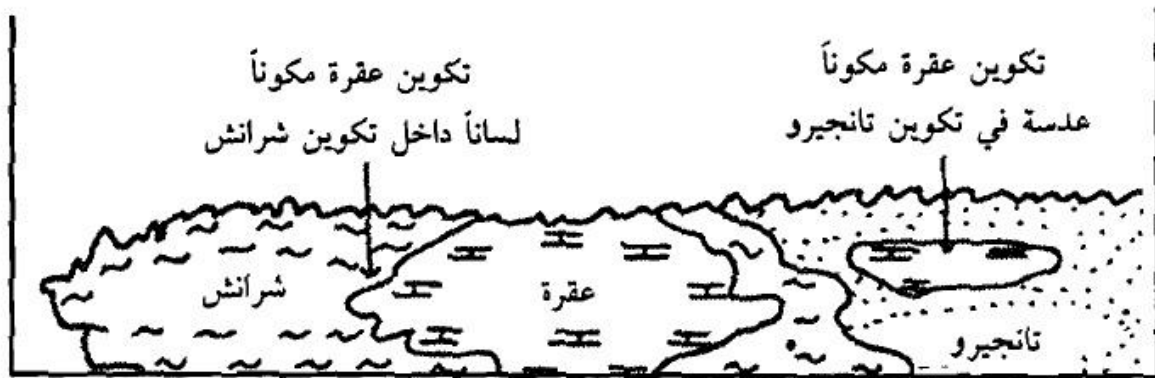 تكوين عقرة مكوناً
عدسة في تكوين تانجيرو
تكوين عقرة مكوناً
لساناً داخل تكوين شرانش
شرانش
عقرة
تانجيرو